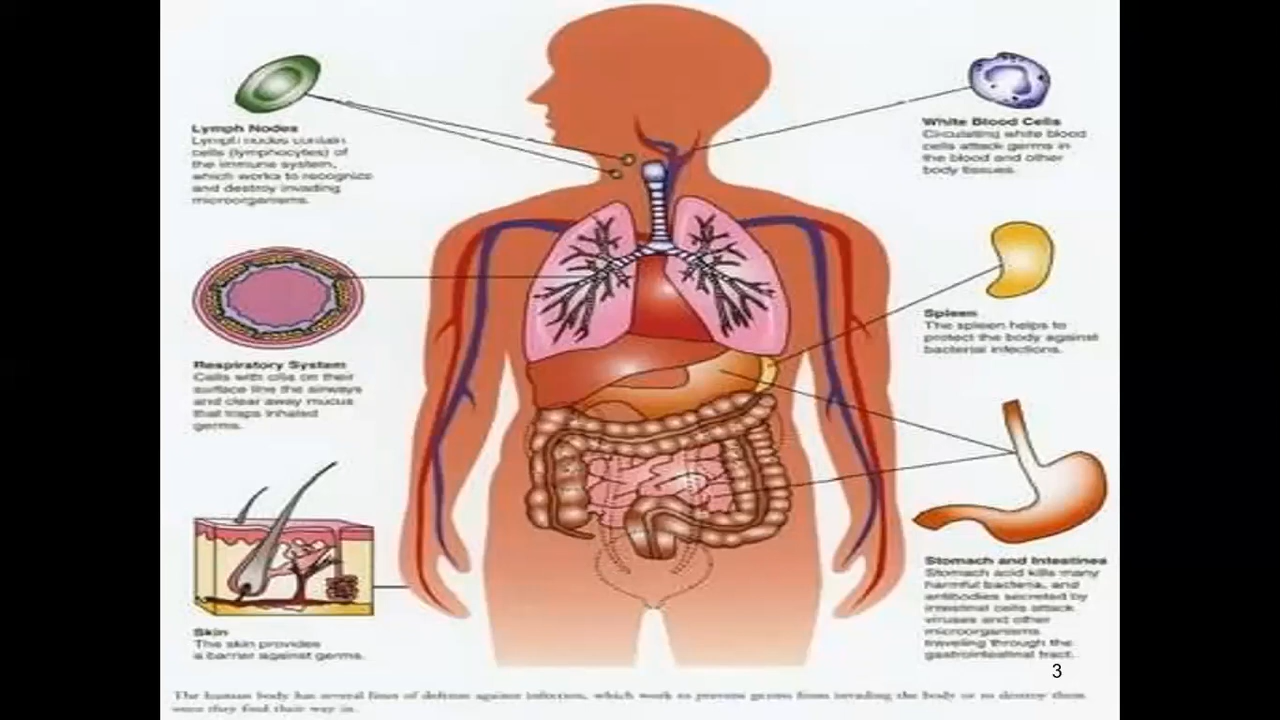 Lymph Nodes
Lymph nodes contain
cells (lymphocytes) of
the immune system,
which works to recognize
and destroy invading
microorganisms.
Respiratory System
Cells with cilia on their
surface line the airways
and clear away mucus
that traps inhaled
germs.
Skin
The skin provides
a barrier against germs.
White Blood Cells
Circulating white blood
cells attack germs in
the blood and other
body tissues.
Spleen
The spleen helps to
protect the body against
bacterial infections.
Stomach and Intestines
Stomach acid kills many
harmful bacteria, and
antibodies secreted by
intestinal cells attack
viruses and other
microorganisms
traveling through the
gastrointestinal tract.
3
The human body has several lines of defense against infection, which work to prevent germs from invading the body or to destroy them
once they find their way in.